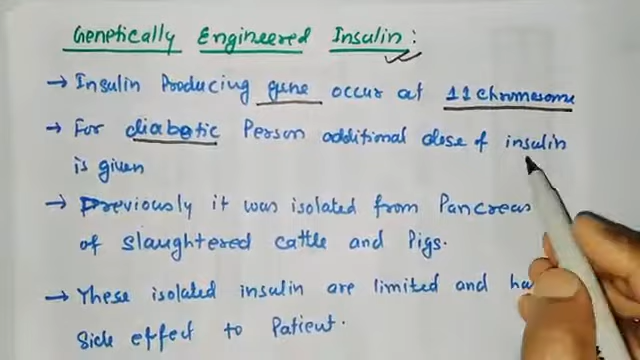 Genetically Engineered Insulin :
→ Insulin Producing gene occur at 11 chromosome
→ For diabetic Person additional dose of insulin
is given
→ Previously it was isolated from Pancreas
of slaughtered cattle and Pigs.
→ These isolated insulin are limited and ha
Side effect to Patient.